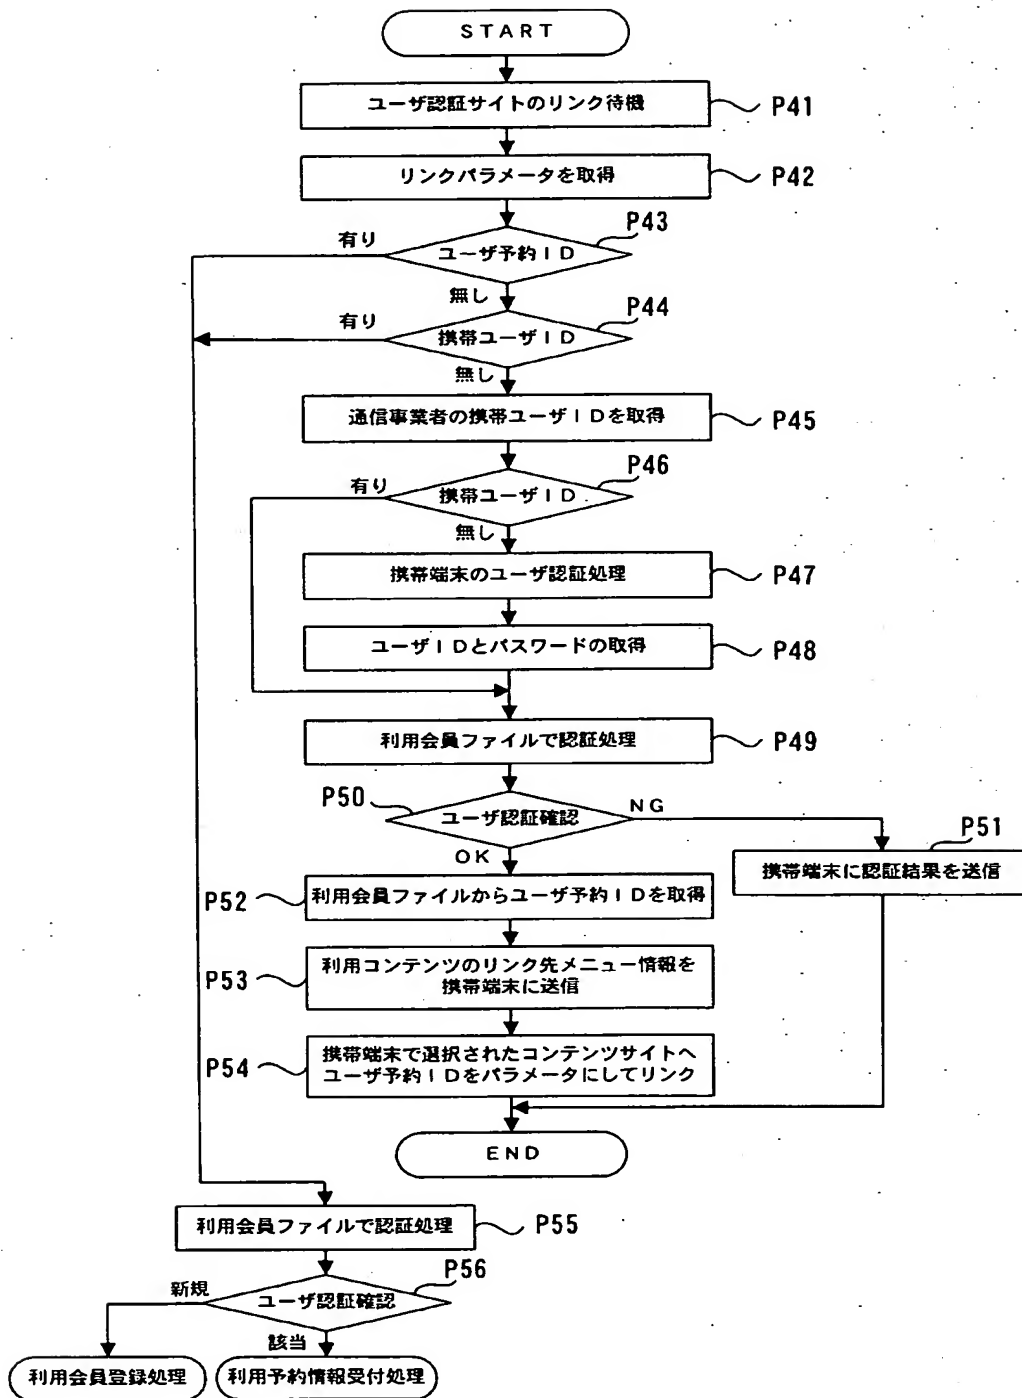 START
ユーザ認証サイトのリンク待機
P41
リンクパラメータを取得
P42
P43
有り
ユーザ予約ID
無し
P44
有り
携帯ユーザID
無し
通信事業者の携帯ユーザIDを取得
P45
P46
有り
携帯ユーザID
無し
携帯端末のユーザ認証処理
P47
ユーザIDとパスワードの取得
P48
利用会員ファイルで認証処理
P49
P50
ユーザ認証確認
NG
OK
P51
携帯端末に認証結果を送信
P52
利用会員ファイルからユーザ予約IDを取得
P53
利用コンテンツのリンク先メニュー情報を
携帯端末に送信
P54
携帯端末で選択されたコンテンツサイトへ
ユーザ予約IDをパラメータにしてリンク
END
利用会員ファイルで認証処理
P55
P56
新規
ユーザ認証確認
該当
利用会員登録処理
利用予約情報受付処理